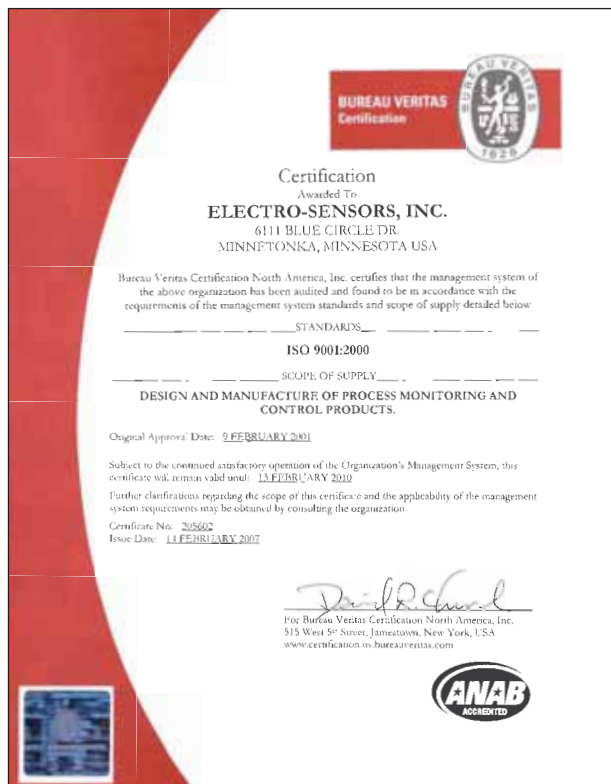 BUREAU VERITAS
Certification
BUREAU VERITAS
1828
Certification
Awarded To
ELECTRO-SENSORS, INC.
6111 BLUE CIRCLE DR.
MINNETONKA, MINNESOTA USA
Bureau Veritas Certification North America, Inc. certifies that the management system of
the above organization has been audited and found to be in accordance with the
requirements of the management system standards and scope of supply detailed below
STANDARDS
ISO 9001:2000
SCOPE OF SUPPLY
DESIGN AND MANUFACTURE OF PROCESS MONITORING AND
CONTROL PRODUCTS.
Original Approval Date: 9 FEBRUARY 2001
Subject to the continued satisfactory operation of the Organization's Management System, this
certificate will remain valid until: 13 FEBRUARY 2010
Further clarifications regarding the scope of this certificate and the applicability of the management
system requirements may be obtained by consulting the organization.
Certificate No: 205602
Issue Date: 14 FEBRUARY 2007
For Bureau Veritas Certification North America, Inc.
515 West 5th Street, Jamestown, New York, USA
www.certification.us.bureauveritas.com
ANAB
ACCREDITED